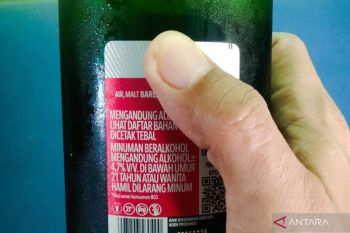 AIR, MALT BARL
MENGANDUNG AL
LIHAT DAFTAR BAHAN
DICETAK TEBAL
MINUMAN BERALKOHOL
MENGANDUNG ALKOHOL±
4,7% V/V. DI BAWAH UMUR
21 TAHUN ATAU WANITA
HAMIL DILARANG MINUM
21+
ANTARA